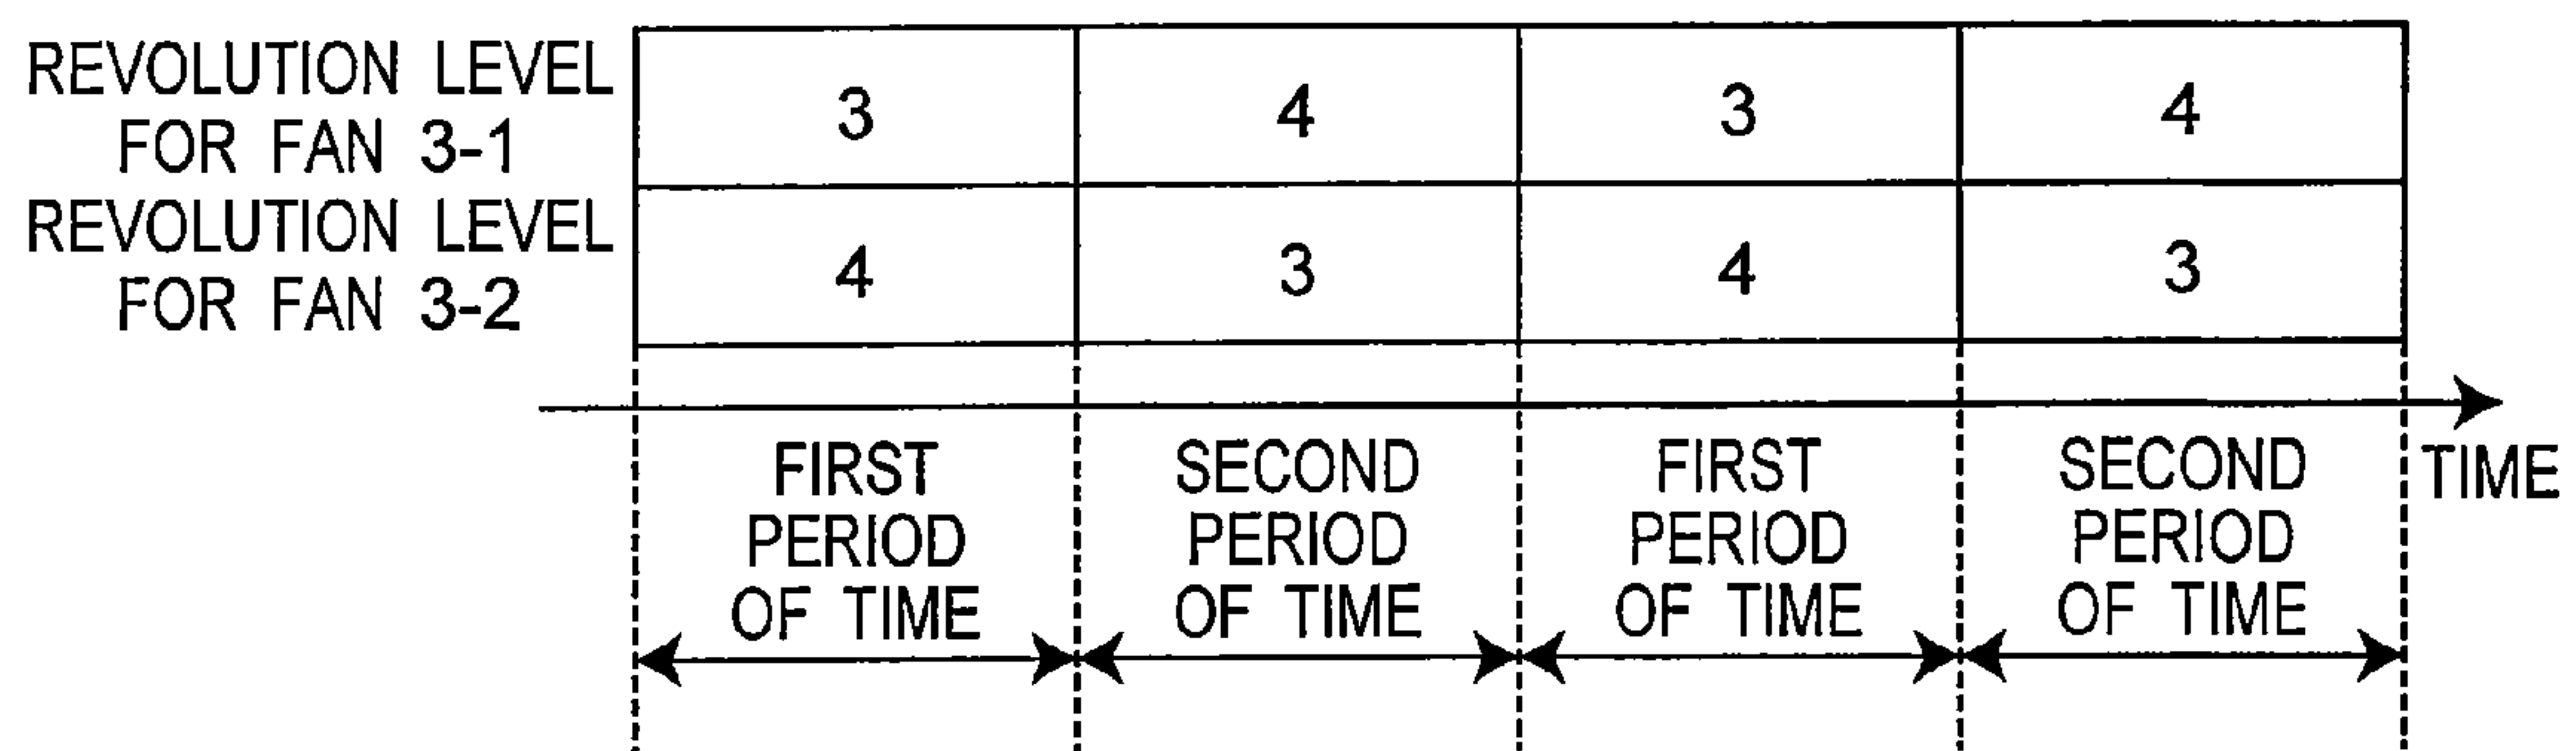 REVOLUTION LEVEL
FOR FAN 3-1
3 4 3 4
REVOLUTION LEVEL
FOR FAN 3-2
4 3 4 3
FIRST
PERIOD
OF TIME
SECOND
PERIOD
OF TIME
FIRST
PERIOD
OF TIME
SECOND
PERIOD
OF TIME
TIME